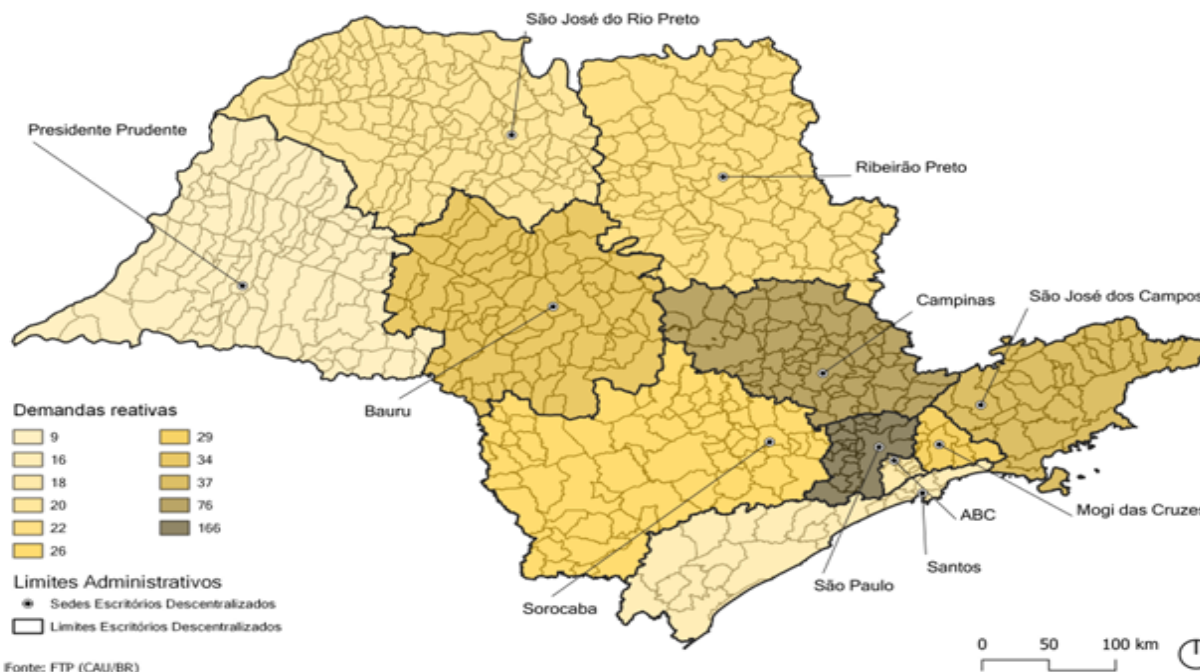 São José do Rio Preto
Presidente Prudente
Ribeirão Preto
Campinas
São José dos Campos
Bauru
Mogi das Cruzes
ABC
Santos
São Paulo
Sorocaba
Demandas reativas
9
16
18
20
22
26
29
34
37
76
166
Limites Administrativos
Sedes Escritórios Descentralizados
Limites Escritórios Descentralizados
0 50 100 km
Fonte: FTP (CAU/BR)